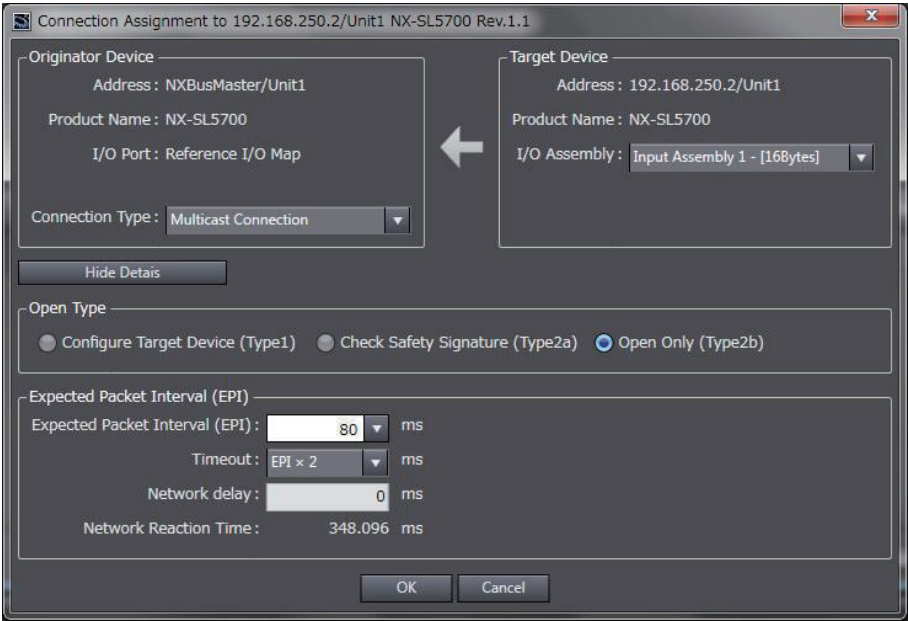 Connection Assignment to 192.168.250.2/Unit1 NX-SL5700 Rev.1.1
Originator Device
Address : NXBusMaster/Unit1
Product Name : NX-SL5700
I/O Port : Reference I/O Map
Connection Type : Multicast Connection
Target Device
Address : 192.168.250.2/Unit1
Product Name : NX-SL5700
I/O Assembly : Input Assembly 1 - [16Bytes]
Hide Detais
Open Type
Configure Target Device (Type1) Check Safety Signature (Type2a) Open Only (Type2b)
Expected Packet Interval (EPI)
Expected Packet Interval (EPI) : 80 ms
Timeout : EPI × 2 ms
Network delay : 0 ms
Network Reaction Time : 348.096 ms
OK Cancel